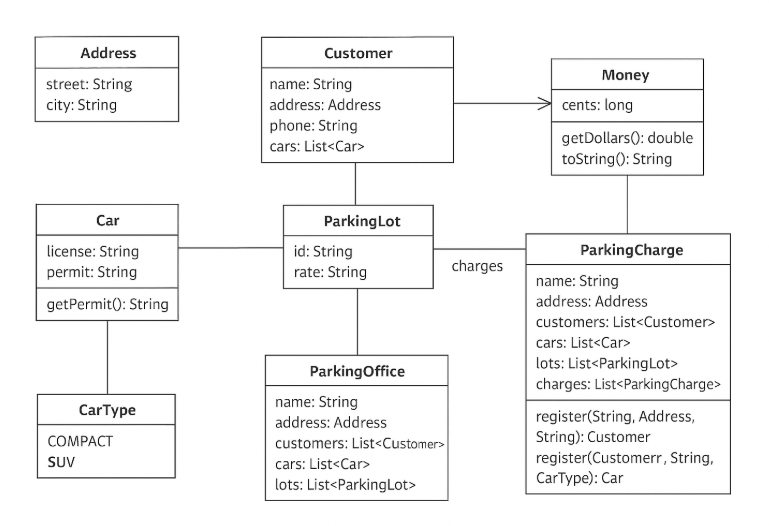 Address
street: String
city: String
Customer
name: String
address: Address
phone: String
cars: List<Car>
Money
cents: long
getDollars(): double
toString(): String
Car
license: String
permit: String
getPermit(): String
ParkingLot
id: String
rate: String
charges
ParkingCharge
name: String
address: Address
customers: List<Customer>
cars: List<Car>
lots: List<ParkingLot>
charges: List<ParkingCharge>
register(String, Address,
String): Customer
register(Customerr, String,
CarType): Car
ParkingOffice
name: String
address: Address
customers: List<Customer>
cars: List<Car>
lots: List<ParkingLot>
CarType
COMPACT
SUV